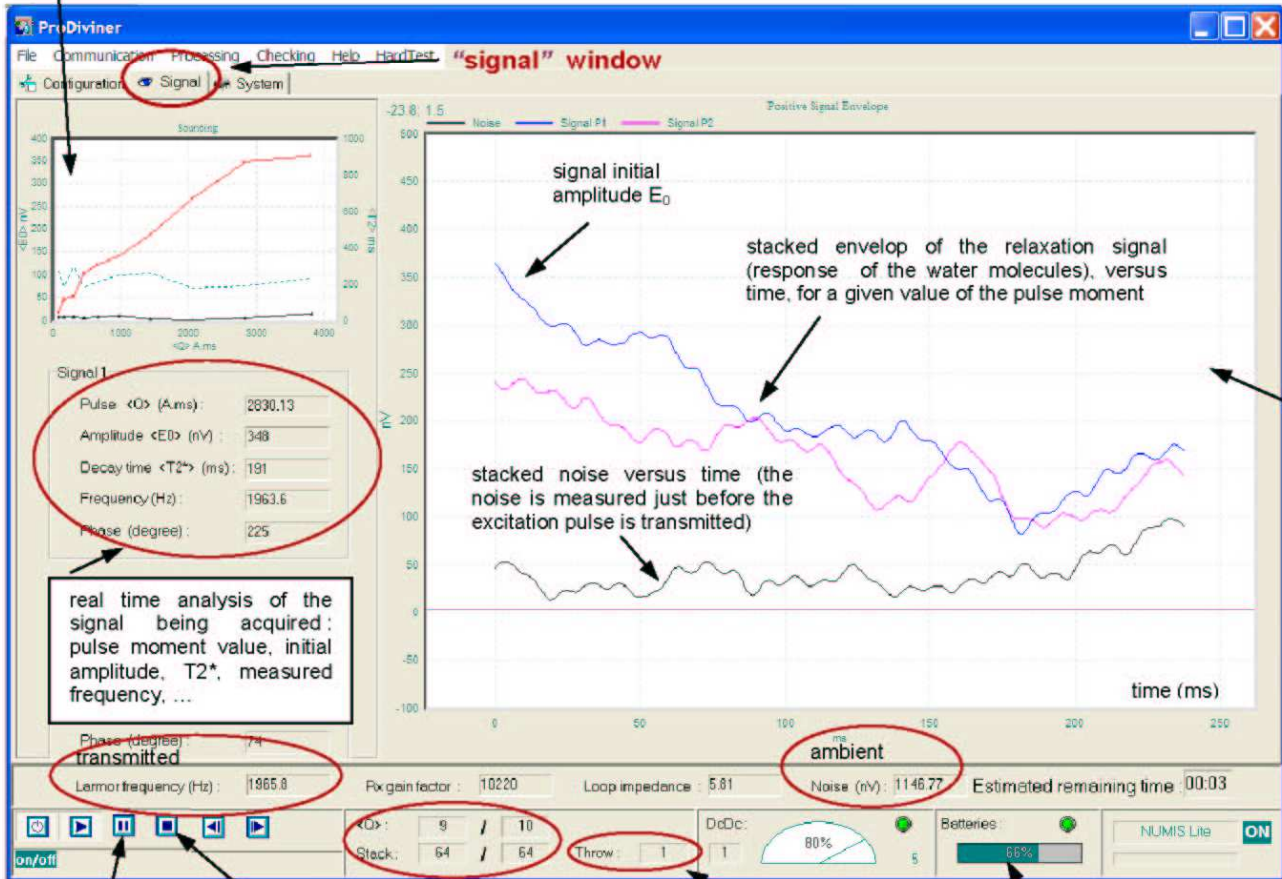 ProDiviner
File Communication Processing Checking Help HardTest
"signal" window
Configuration Signal System
Sounding
400
350
300
250
200
150
100
50
0
<E0> nV
1000
800
600
400
200
0
<T2> ms
0 1000 2000 3000 4000
<Q> A.ms
Signal 1
Pulse <Q> (A.ms) : 2830.13
Amplitude <E0> (nV) : 348
Decay time <T2*> (ms) : 191
Frequency (Hz) : 1963.6
Phase (degree) : 225
real time analysis of the
signal being acquired :
pulse moment value, initial
amplitude, T2*, measured
frequency, ...
Phase (degree) : 74
-23.8; 1.5
Positive Signal Envelope
Noise Signal P1 Signal P2
500
450
400
350
300
250
200
150
100
50
0
-50
-100
nV
signal initial
amplitude E₀
stacked envelop of the relaxation signal
(response of the water molecules), versus
time, for a given value of the pulse moment
stacked noise versus time (the
noise is measured just before the
excitation pulse is transmitted)
time (ms)
0 50 100 150 200 250
ms
transmitted
ambient
Larmor frequency (Hz) : 1965.8 Rx gain factor : 10220 Loop impedance : 5.81 Noise (nV) : 1146.77 Estimated remaining time : 00:03
on/off
<Q> : 9 / 10
Stack : 64 / 64
Throw : 1
DcDc:
1
80%
5
Batteries:
66%
NUMIS Lite ON